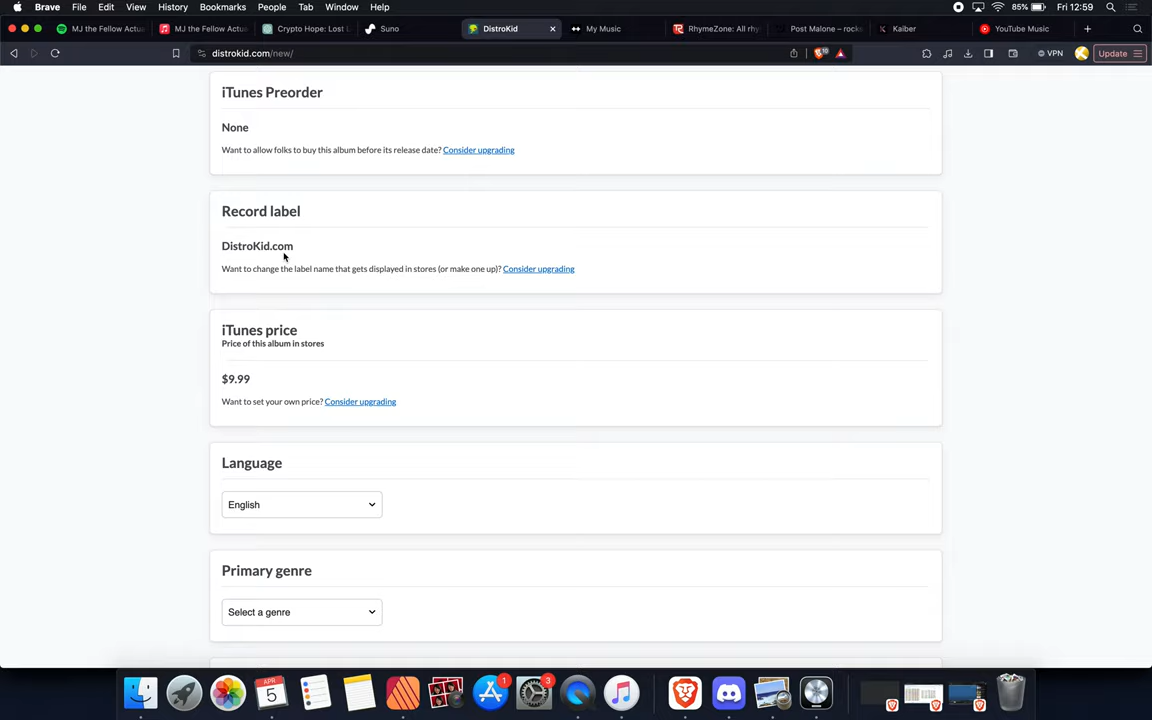 Brave File Edit View History Bookmarks People Tab Window Help 85% Fri 12:59
MJ the Fellow Actua MJ the Fellow Actua Crypto Hope: Lost L Suno DistroKid My Music RhymeZone: All rhy Post Malone – rocks Kaiber YouTube Music
distrokid.com/new/ VPN Update
iTunes Preorder
None
Want to allow folks to buy this album before its release date? Consider upgrading
Record label
DistroKid.com
Want to change the label name that gets displayed in stores (or make one up)? Consider upgrading
iTunes price
Price of this album in stores
$9.99
Want to set your own price? Consider upgrading
Language
English
Primary genre
Select a genre
APR
5
1
3